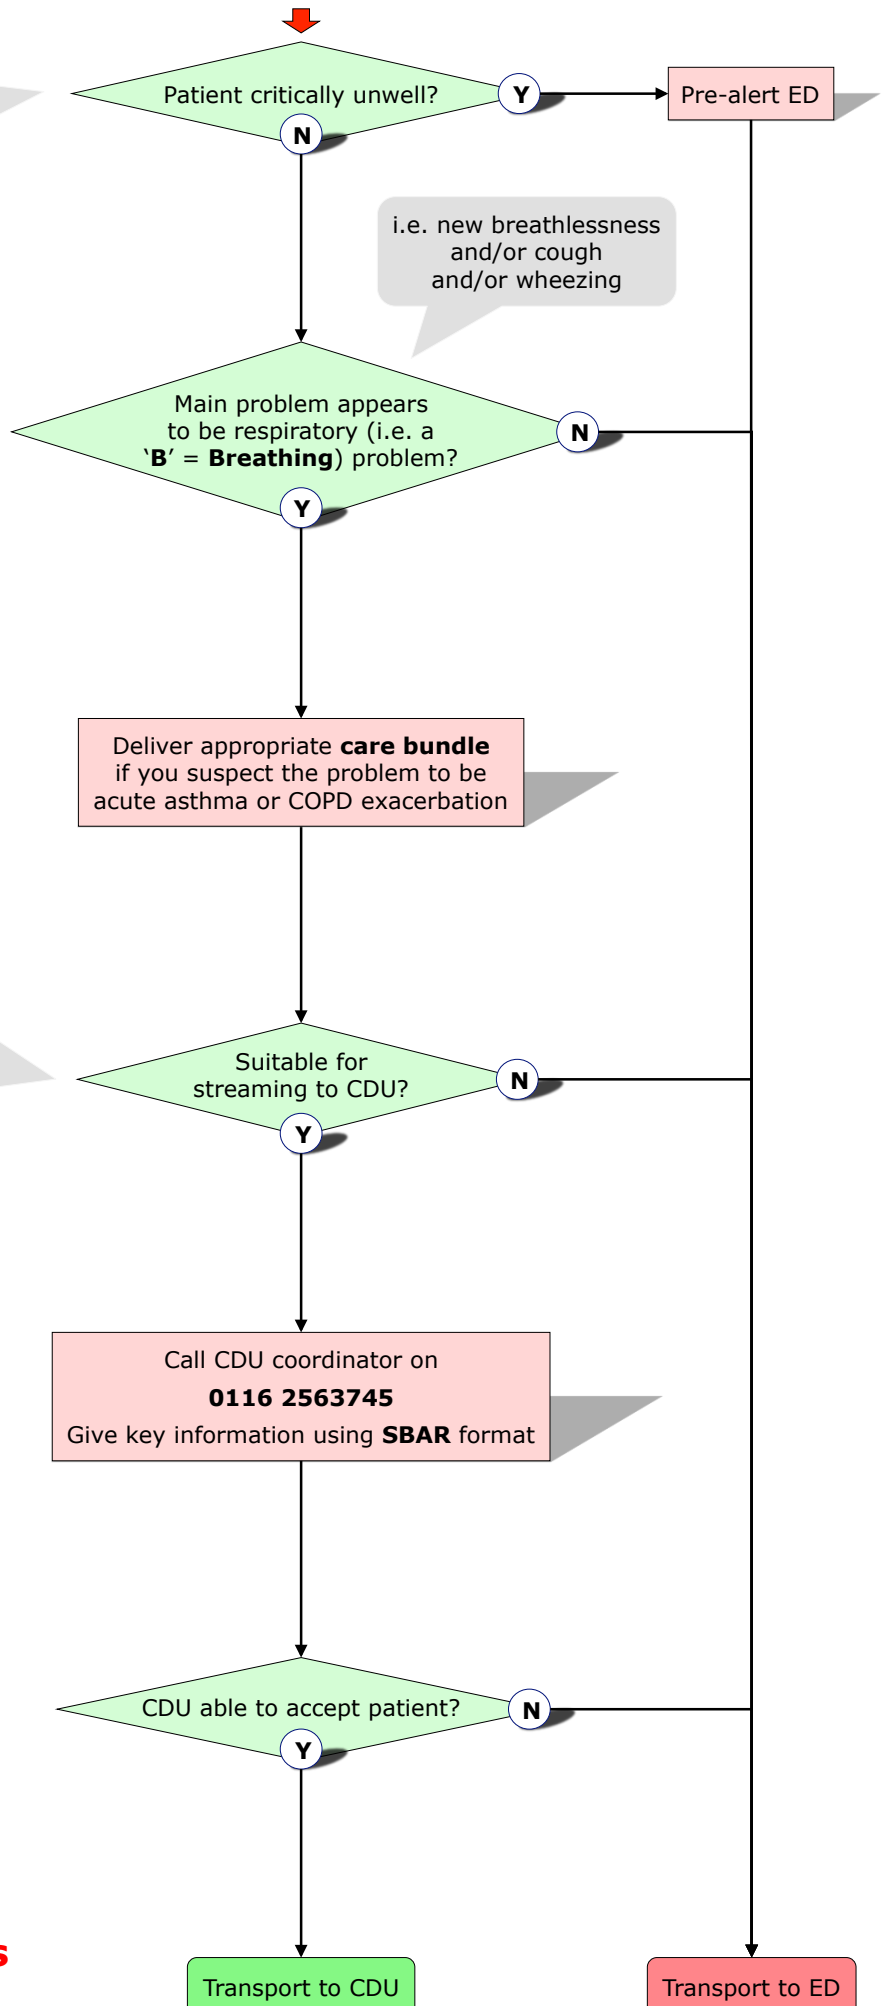 Patient critically unwell?
Y
Pre-alert ED
N
i.e. new breathlessness
and/or cough
and/or wheezing
Main problem appears
to be respiratory (i.e. a
‘B’ = Breathing) problem?
N
Y
Deliver appropriate care bundle
if you suspect the problem to be
acute asthma or COPD exacerbation
Suitable for
streaming to CDU?
N
Y
Call CDU coordinator on
0116 2563745
Give key information using SBAR format
CDU able to accept patient?
N
Y
s
Transport to CDU
Transport to ED